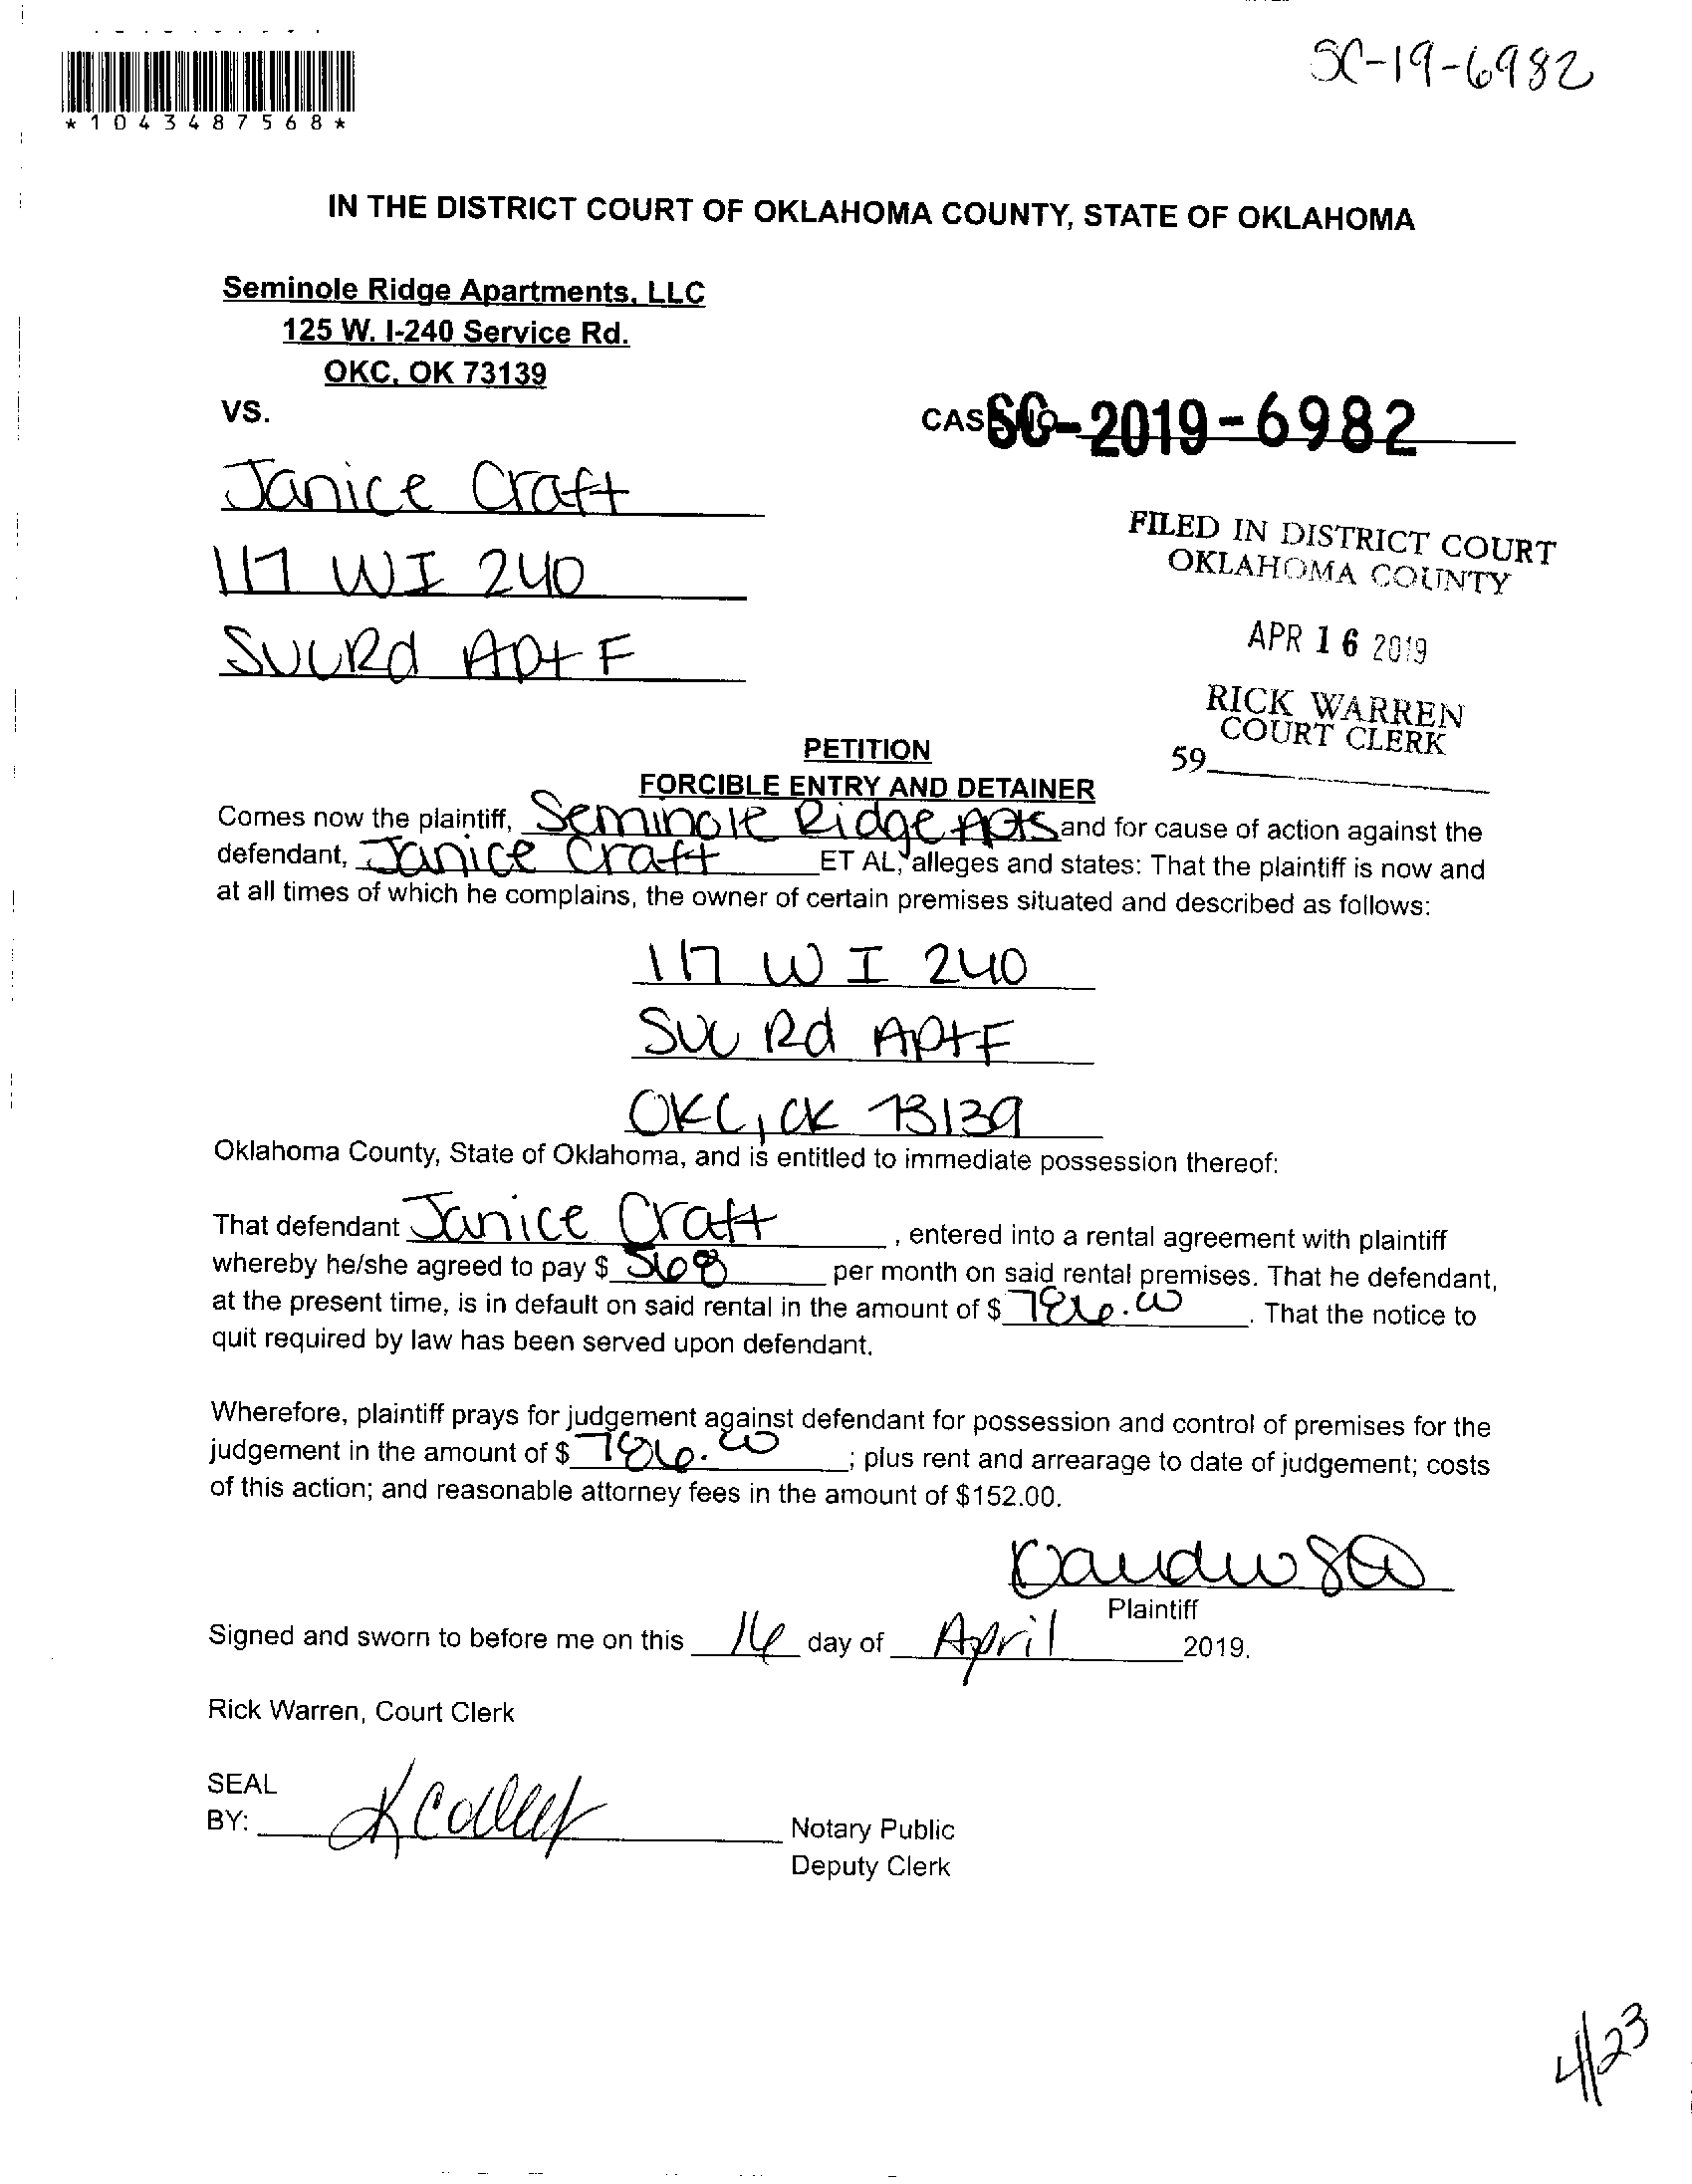 SC-19-6982
*1043487568*
IN THE DISTRICT COURT OF OKLAHOMA COUNTY, STATE OF OKLAHOMA
Seminole Ridge Apartments, LLC
125 W. I-240 Service Rd.
OKC, OK 73139
VS.
CASE NO. SC-2019-6982
Janice Craft
117 W I 240
SVC Rd Apt F
FILED IN DISTRICT COURT
OKLAHOMA COUNTY
APR 16 2019
RICK WARREN
COURT CLERK
59
PETITION
FORCIBLE ENTRY AND DETAINER
Comes now the plaintiff, Seminole Ridge Apts and for cause of action against the
defendant, Janice Craft ET AL, alleges and states: That the plaintiff is now and
at all times of which he complains, the owner of certain premises situated and described as follows:
117 W I 240
SVC Rd Apt F
OKC, OK 73139
Oklahoma County, State of Oklahoma, and is entitled to immediate possession thereof:
That defendant Janice Craft, entered into a rental agreement with plaintiff
whereby he/she agreed to pay $ 568 per month on said rental premises. That he defendant,
at the present time, is in default on said rental in the amount of $ 786.00. That the notice to
quit required by law has been served upon defendant.
Wherefore, plaintiff prays for judgement against defendant for possession and control of premises for the
judgement in the amount of $ 786.00; plus rent and arrearage to date of judgement; costs
of this action; and reasonable attorney fees in the amount of $152.00.
Plaintiff
Signed and sworn to before me on this 16 day of April 2019.
Rick Warren, Court Clerk
SEAL
BY:
Notary Public
Deputy Clerk
4/23